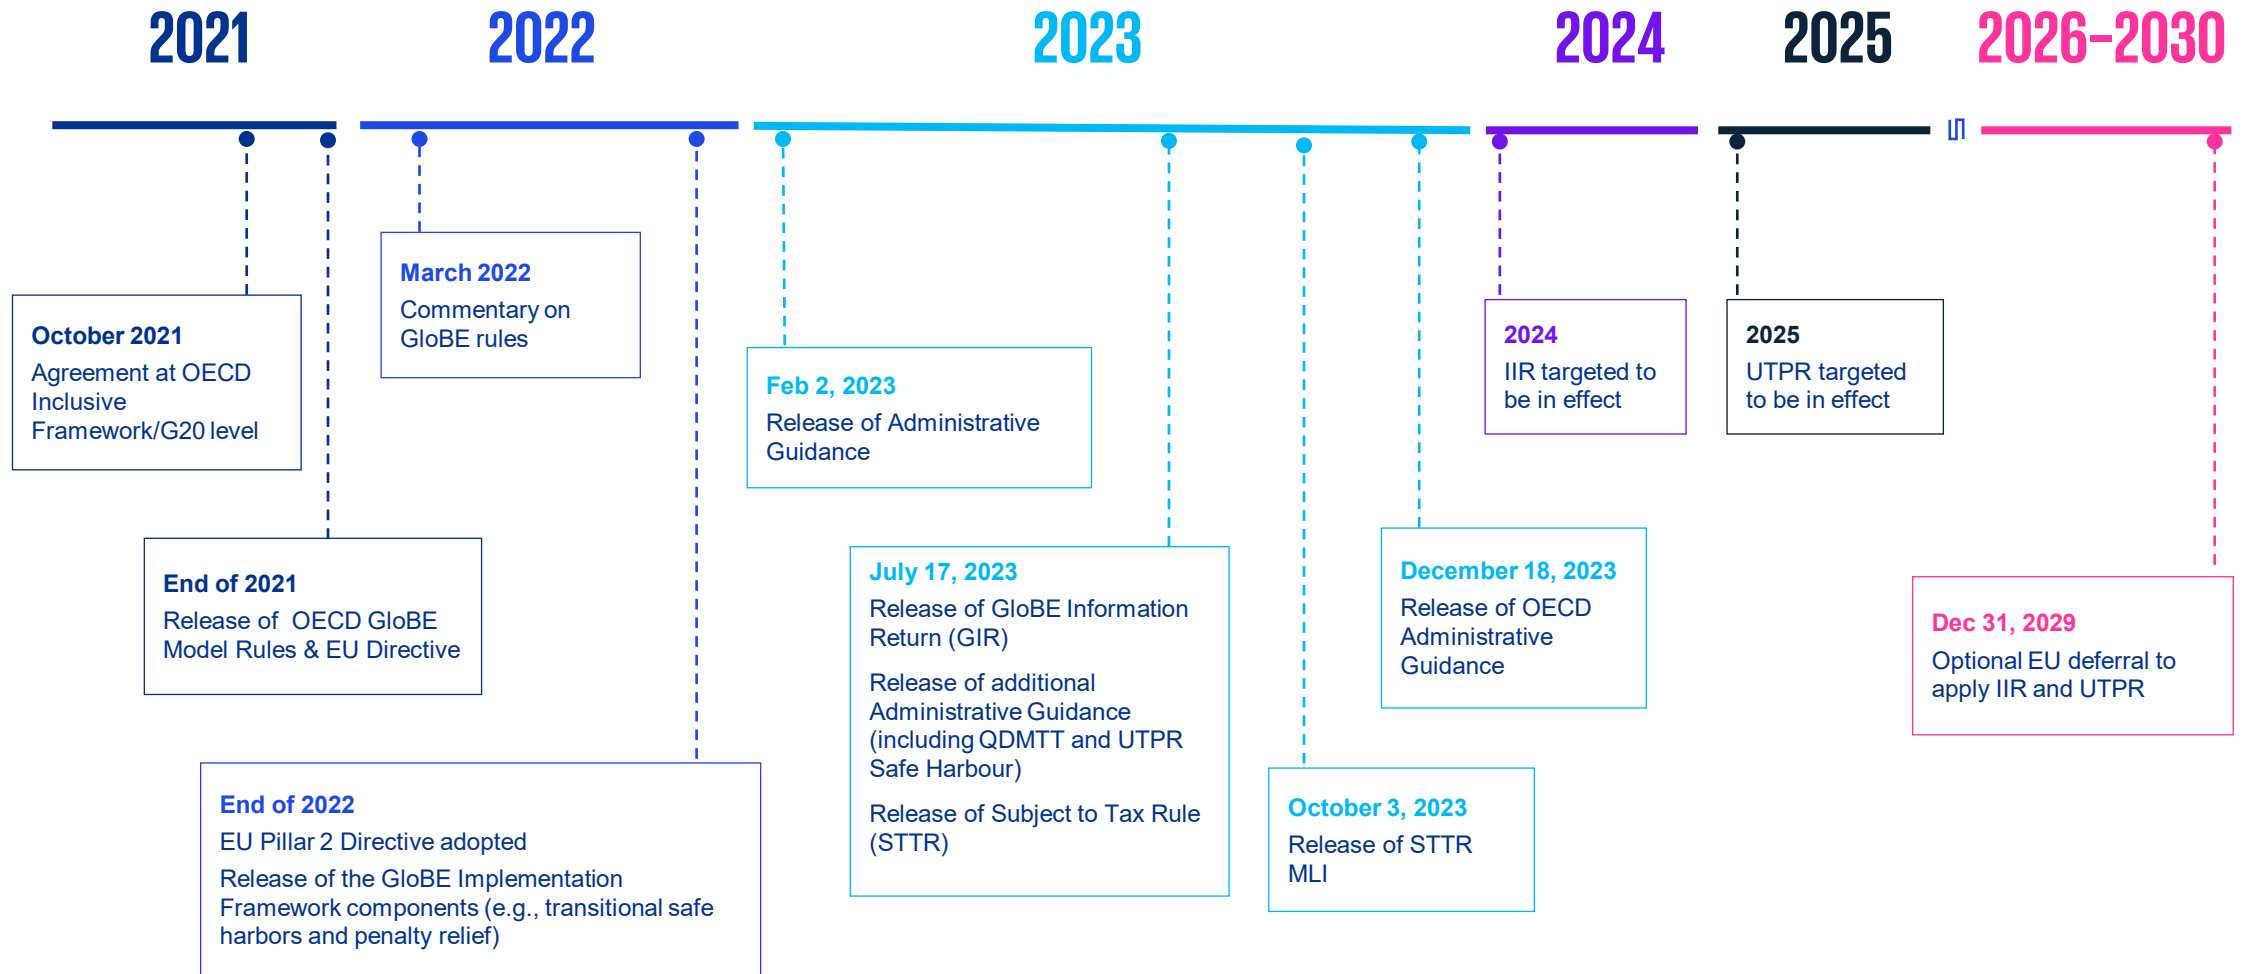 2021
2022
2023
2024
2025
2026-2030
October 2021
Agreement at OECD
Inclusive
Framework/G20 level
End of 2021
Release of OECD GloBE
Model Rules & EU Directive
March 2022
Commentary on
GloBE rules
End of 2022
EU Pillar 2 Directive adopted
Release of the GloBE Implementation
Framework components (e.g., transitional safe
harbors and penalty relief)
Feb 2, 2023
Release of Administrative
Guidance
July 17, 2023
Release of GloBE Information
Return (GIR)
Release of additional
Administrative Guidance
(including QDMTT and UTPR
Safe Harbour)
Release of Subject to Tax Rule
(STTR)
October 3, 2023
Release of STTR
MLI
December 18, 2023
Release of OECD
Administrative
Guidance
2024
IIR targeted to
be in effect
2025
UTPR targeted
to be in effect
Dec 31, 2029
Optional EU deferral to
apply IIR and UTPR